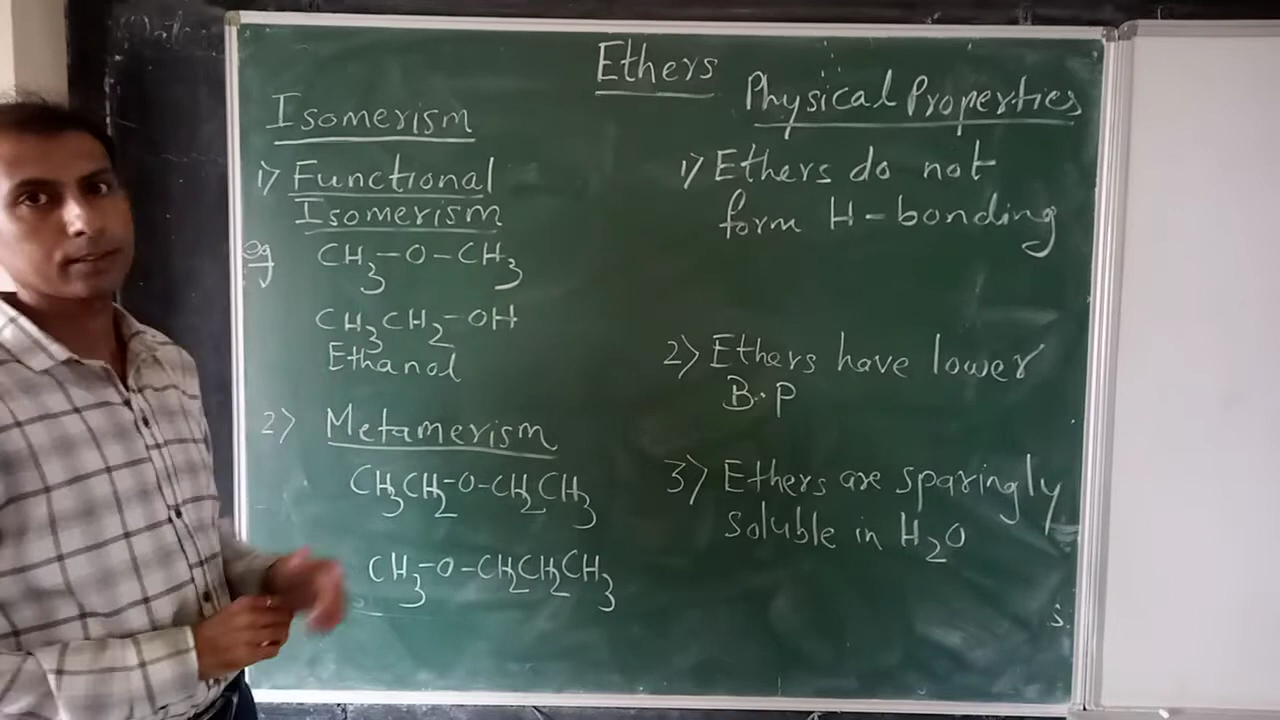 Ethers
Isomerism
1) Functional
Isomerism
eg CH3-O-CH3
CH3CH2-OH
Ethanol
2) Metamerism
CH3CH2-O-CH2CH3
CH3-O-CH2CH2CH3
Physical Properties
1) Ethers do not
form H-bonding
2) Ethers have lower
B.P
3) Ethers are sparingly
soluble in H2O